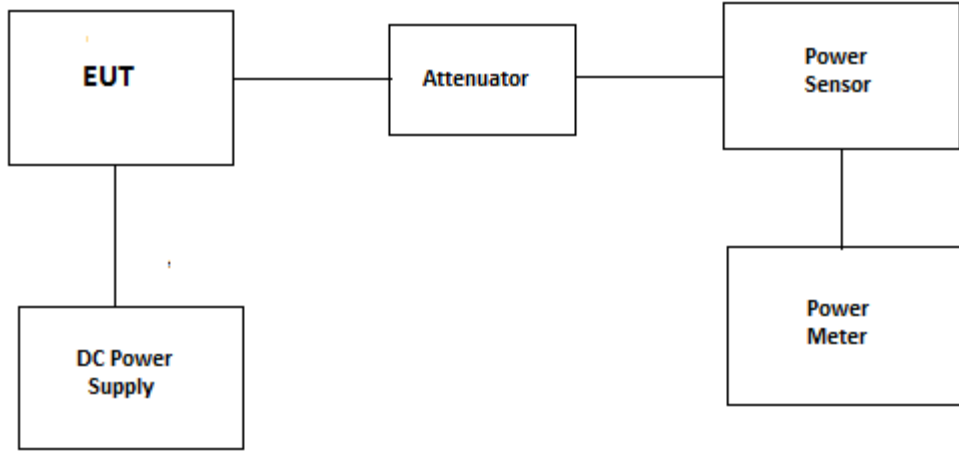 EUT
Attenuator
Power
Sensor
DC Power
Supply
Power
Meter